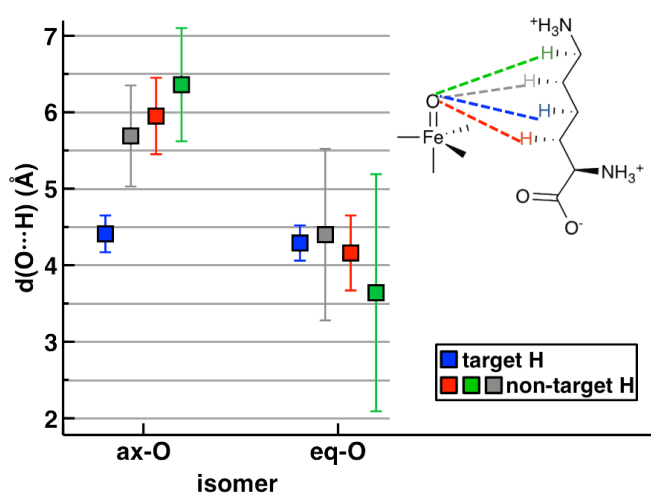 7
6
5
4
3
2
d(O···H) (Å)
ax-O
eq-O
isomer
⁺H₃N
H
H
H
H
O
Fe
NH₃⁺
O
O⁻
target H
non-target H